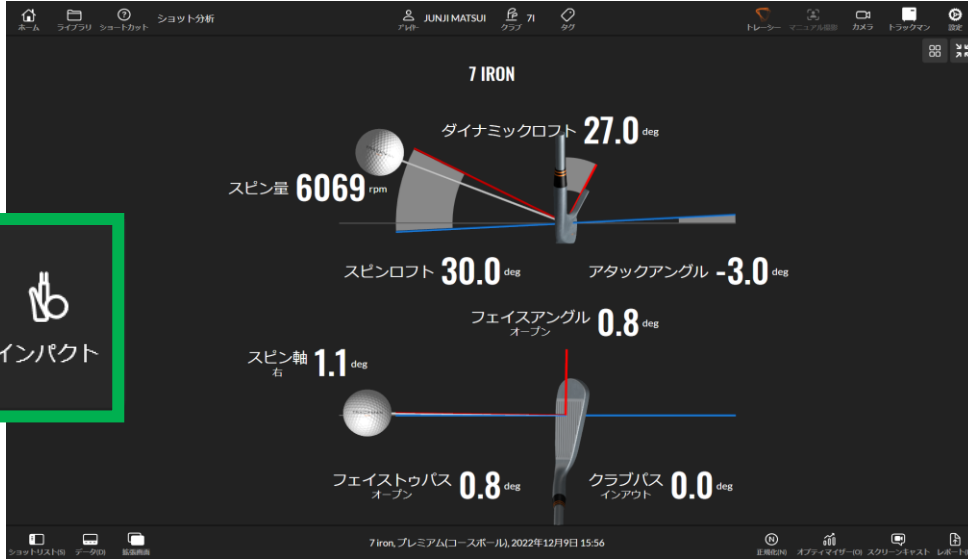 ホーム ライブラリ ショートカット ショット分析
JUNJI MATSUI 7I
クラブ タグ
トレーサー マニュアル撮影 カメラ トラックマン 設定
7 IRON
ダイナミックロフト 27.0 deg
スピン量 6069 rpm
スピンロフト 30.0 deg アタックアングル -3.0 deg
インパクト
フェイスアングル 0.8 deg
オープン
スピン軸 1.1 deg
右
TRACKMAN
フェイストゥパス 0.8 deg クラブパス 0.0 deg
オープン インアウト
7 iron, プレミアム(コースボール), 2022年12月9日 15:56
ショットリスト(S) データ(D) 拡張画面
正規化(N) オプティマイザー(O) スクリーンキャスト